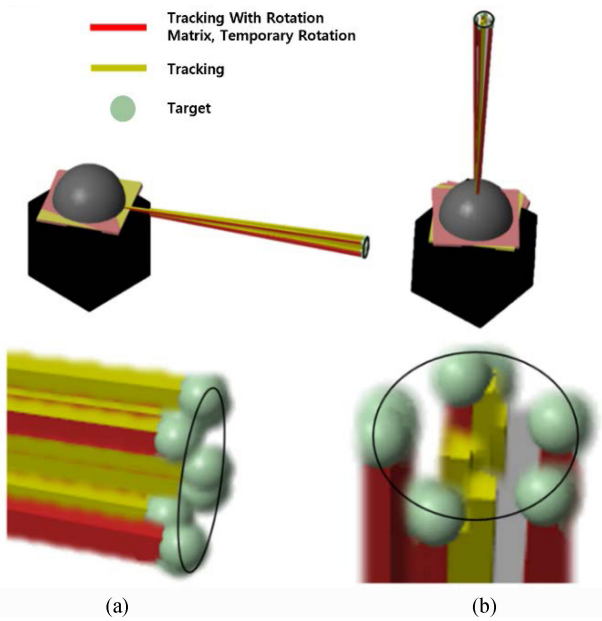 Tracking With Rotation
Matrix, Temporary Rotation
Tracking
Target
(a)
(b)